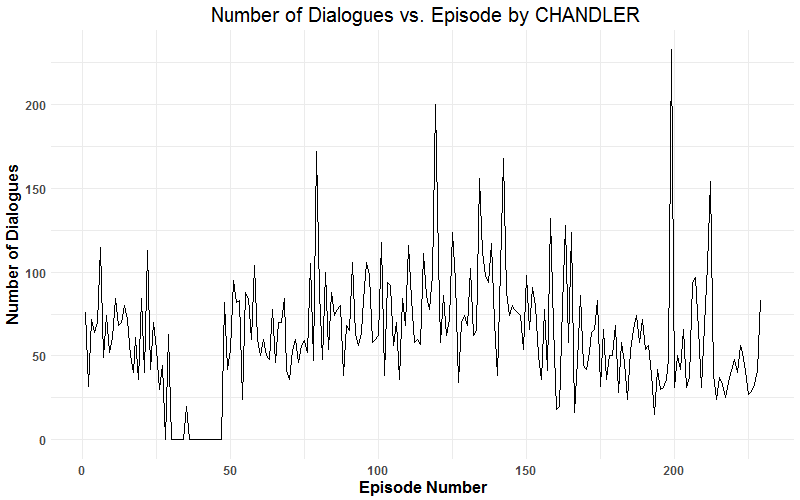 Number of Dialogues vs. Episode by CHANDLER
200
150
100
50
0
Number of Dialogues
0 50 100 150 200
Episode Number